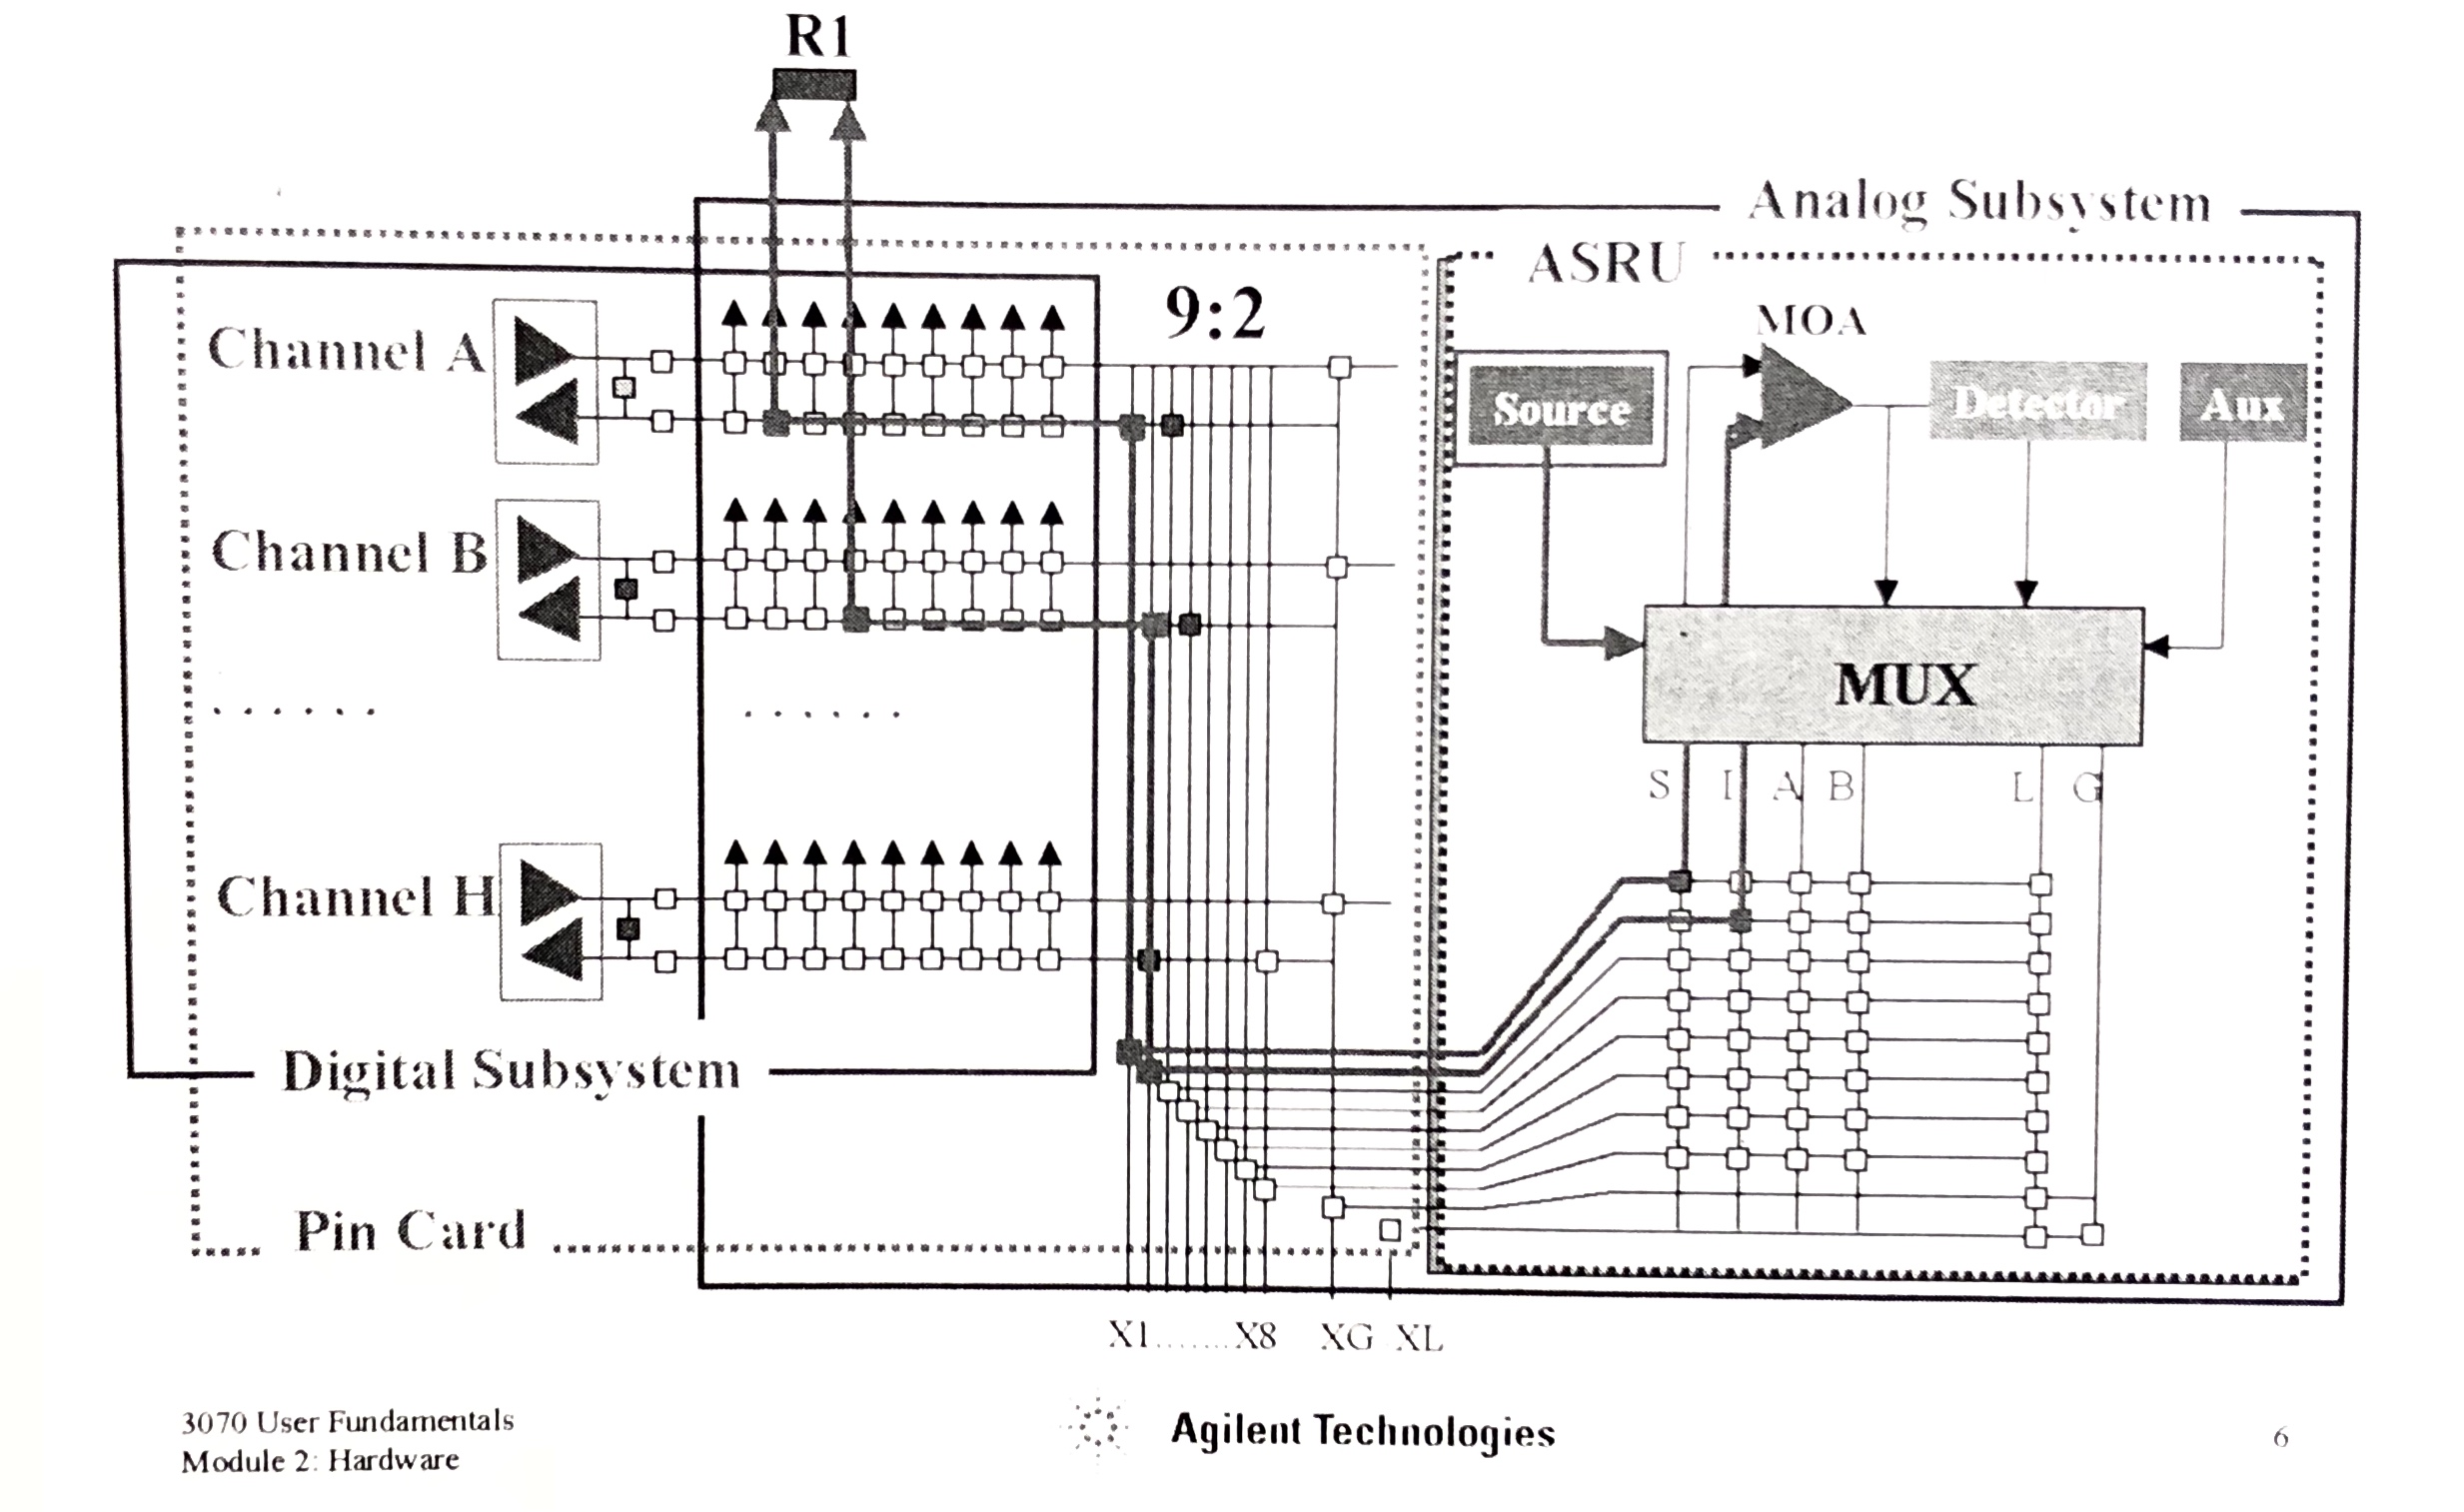 R1
Analog Subsystem
ASRU
9:2
MOA
Channel A
Source
Detector
Aux
Channel B
. . . . . .
. . . . . .
MUX
S I A B L G
Channel H
Digital Subsystem
Pin Card
X1.......X8 XG XL
3070 User Fundamentals
Module 2: Hardware
Agilent Technologies
6